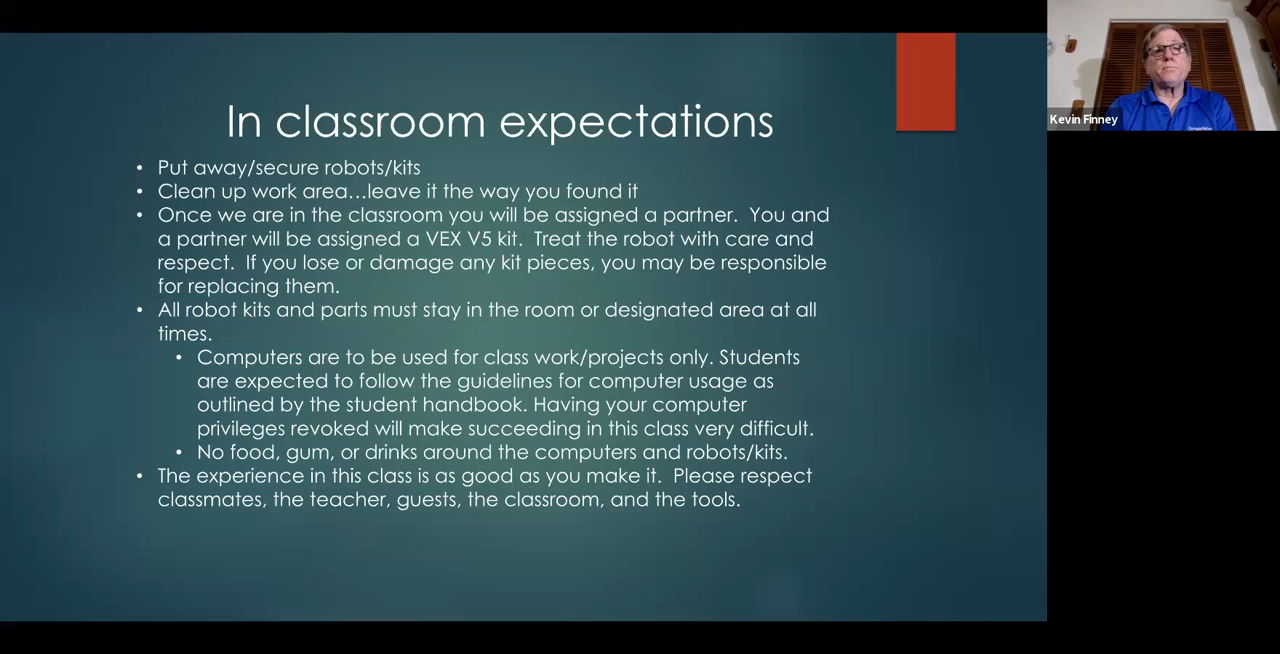 In classroom expectations
• Put away/secure robots/kits
• Clean up work area...leave it the way you found it
• Once we are in the classroom you will be assigned a partner.  You and
a partner will be assigned a VEX V5 kit.  Treat the robot with care and
respect.  If you lose or damage any kit pieces, you may be responsible
for replacing them.
• All robot kits and parts must stay in the room or designated area at all
times.
• Computers are to be used for class work/projects only. Students
are expected to follow the guidelines for computer usage as
outlined by the student handbook. Having your computer
privileges revoked will make succeeding in this class very difficult.
• No food, gum, or drinks around the computers and robots/kits.
• The experience in this class is as good as you make it.  Please respect
classmates, the teacher, guests, the classroom, and the tools.
Kevin Finney